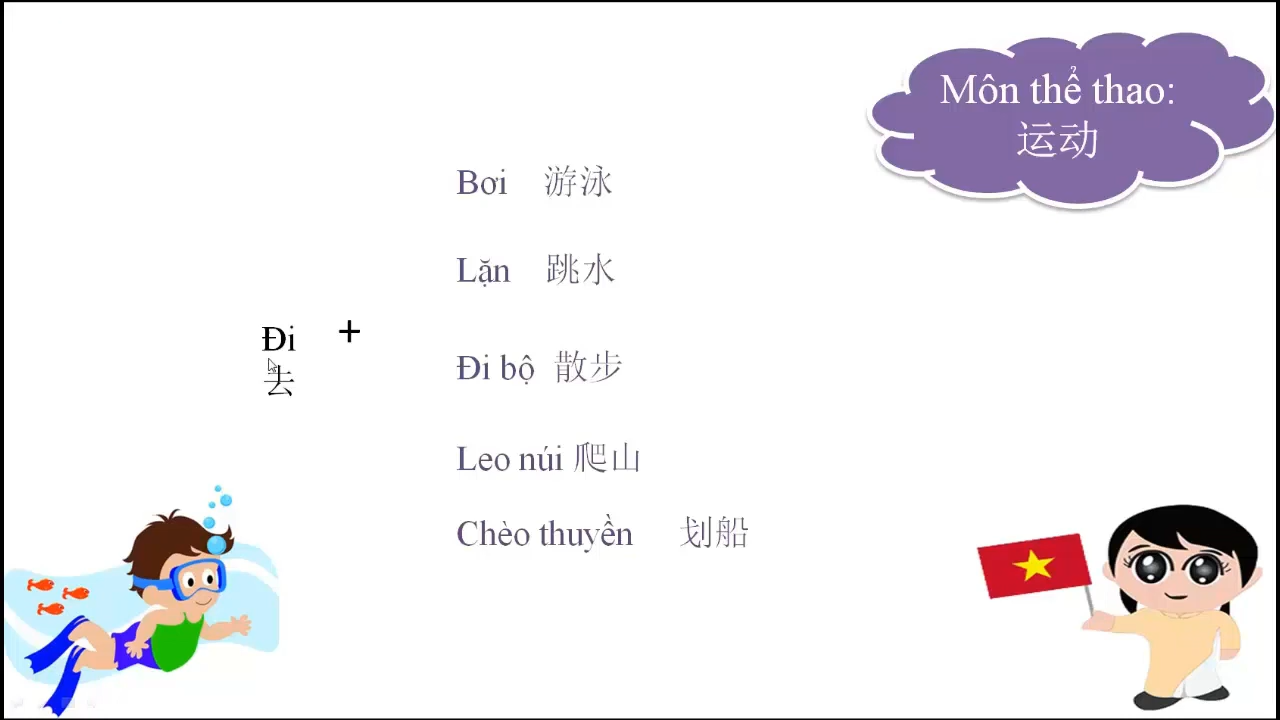 Môn thể thao:
运动
Bơi 游泳
Lặn 跳水
Đi +
去
Đi bộ 散步
Leo núi 爬山
Chèo thuyền 划船